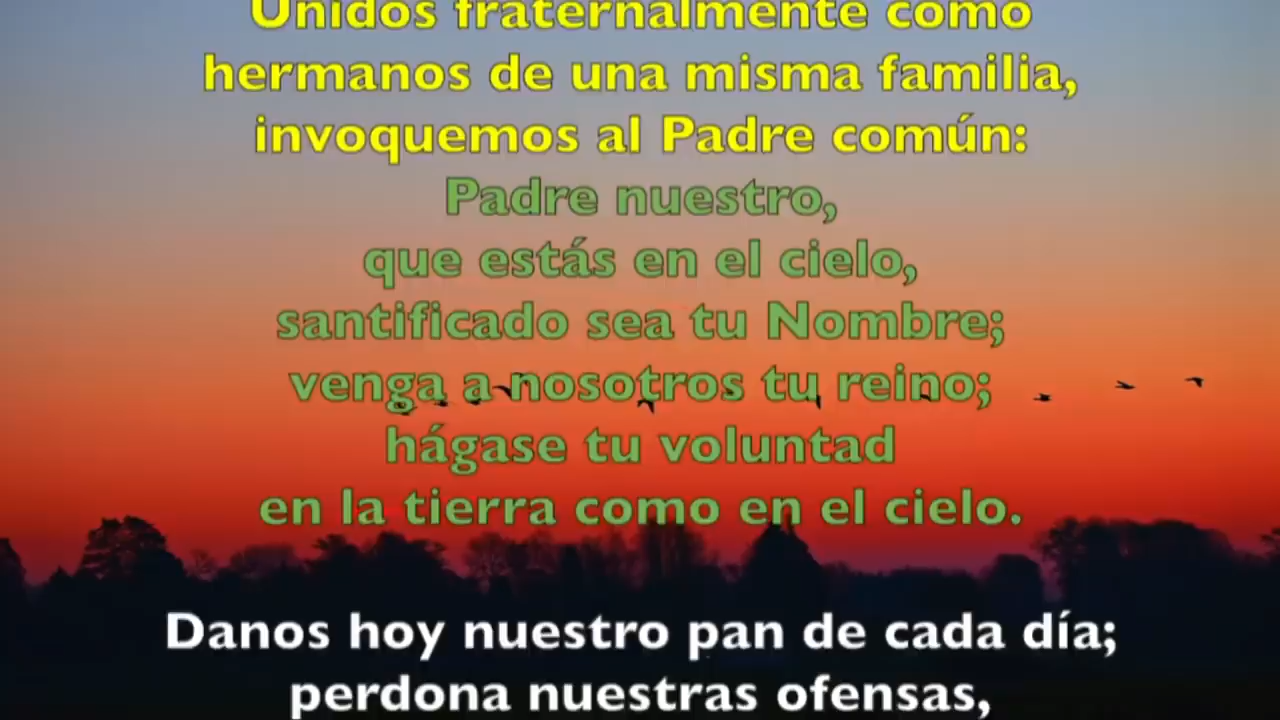 Unidos fraternalmente como
hermanos de una misma familia,
invoquemos al Padre común:
Padre nuestro,
que estás en el cielo,
santificado sea tu Nombre;
venga a nosotros tu reino;
hágase tu voluntad
en la tierra como en el cielo.
Danos hoy nuestro pan de cada día;
perdona nuestras ofensas,